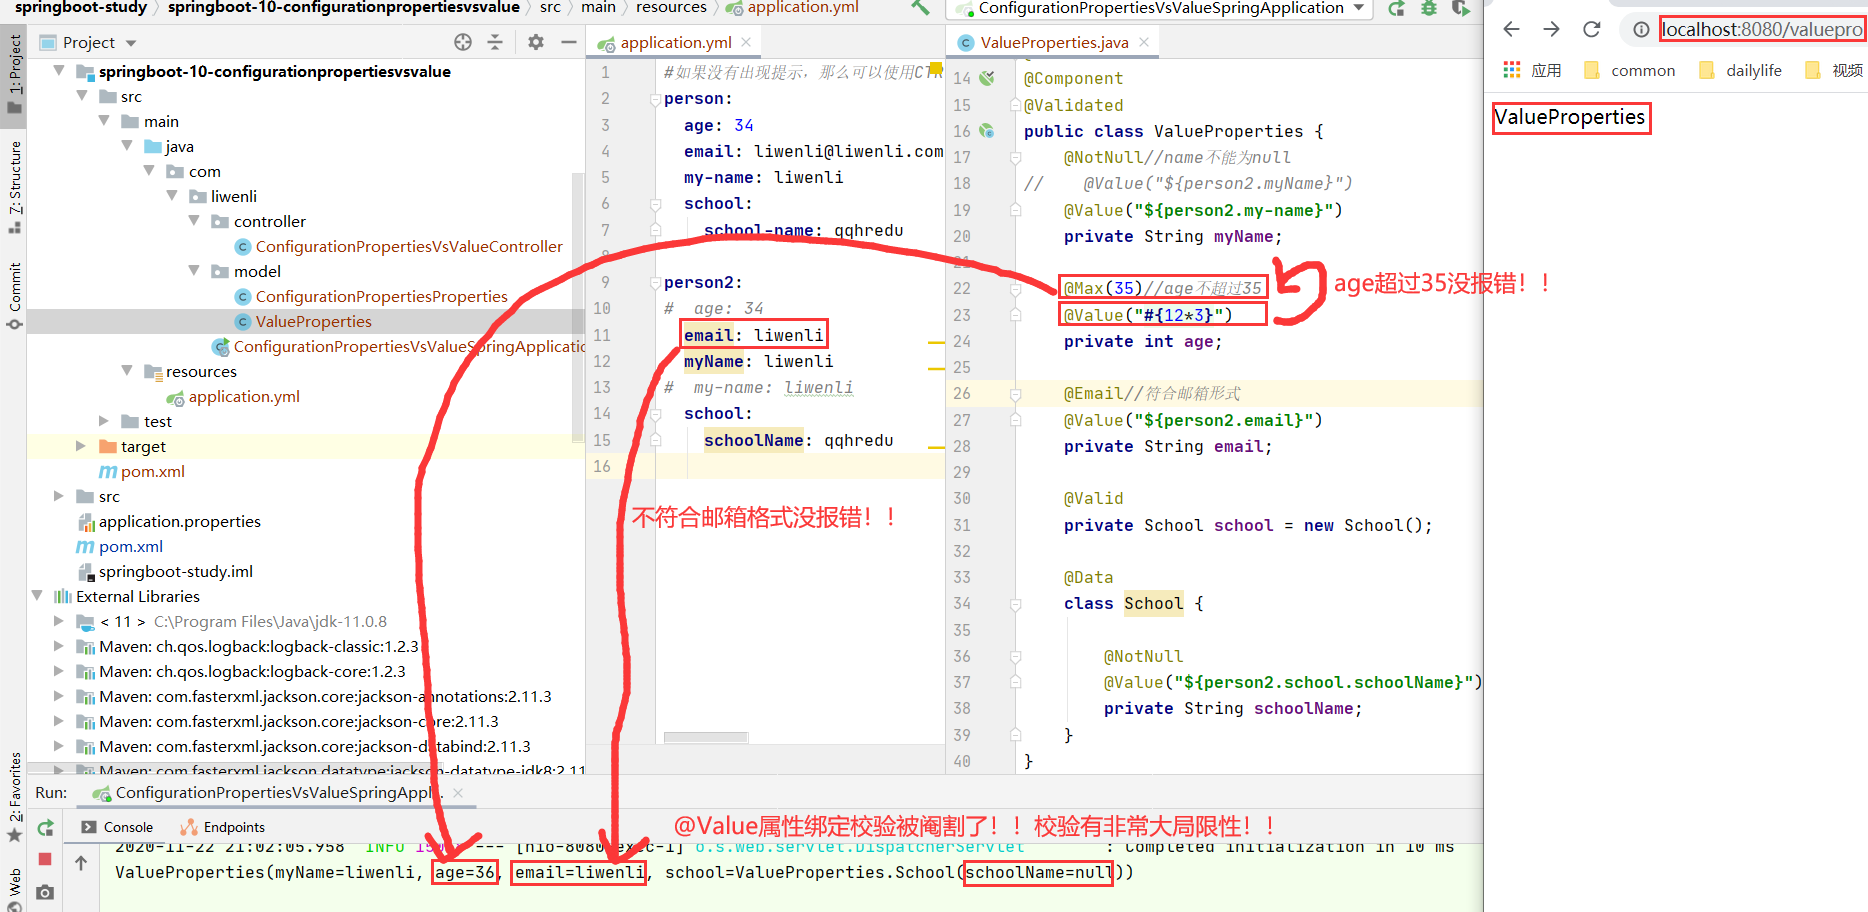 springboot-study
springboot-10-configurationpropertiesvsvalue
src
main
resources
application.yml
ConfigurationPropertiesVsValueSpringApplication
1: Project
7: Structure
Commit
2: Favorites
Web
Project
springboot-10-configurationpropertiesvsvalue
src
main
java
com
liwenli
controller
ConfigurationPropertiesVsValueController
model
ConfigurationPropertiesProperties
ValueProperties
ConfigurationPropertiesVsValueSpringApplicatio
resources
application.yml
test
target
pom.xml
src
application.properties
pom.xml
springboot-study.iml
External Libraries
< 11 > C:\Program Files\Java\jdk-11.0.8
Maven: ch.qos.logback:logback-classic:1.2.3
Maven: ch.qos.logback:logback-core:1.2.3
Maven: com.fasterxml.jackson.core:jackson-annotations:2.11.3
Maven: com.fasterxml.jackson.core:jackson-core:2.11.3
Maven: com.fasterxml.jackson.core:jackson-databind:2.11.3
Maven: com.fasterxml.jackson.datatype:jackson-datatype-jdk8:2.11
application.yml
1 #如果没有出现提示，那么可以使用CTR
2 person:
3 age: 34
4 email: liwenli@liwenli.com
5 my-name: liwenli
6 school:
7 school-name: qqhredu
8
9 person2:
10 # age: 34
11 email: liwenli
12 myName: liwenli
13 # my-name: liwenli
14 school:
15 schoolName: qqhredu
16
不符合邮箱格式没报错！！
ValueProperties.java
14 @Component
15 @Validated
16 public class ValueProperties {
17 @NotNull//name不能为null
18 // @Value("${person2.myName}")
19 @Value("${person2.my-name}")
20 private String myName;
21
22 @Max(35)//age不超过35
23 @Value("#{12*3}")
24 private int age;
25
26 @Email//符合邮箱形式
27 @Value("${person2.email}")
28 private String email;
29
30 @Valid
31 private School school = new School();
32
33 @Data
34 class School {
35
36 @NotNull
37 @Value("${person2.school.schoolName}")
38 private String schoolName;
39 }
40 }
age超过35没报错！！
localhost:8080/valuepro
应用
common
dailylife
视频
ValueProperties
Run:
ConfigurationPropertiesVsValueSpringAppl
Console
Endpoints
@Value属性绑定校验被阉割了！！校验有非常大局限性！！
2020-11-22 21:02:05.958 INFO --- [nio-8080-exec-1] o.s.web.servlet.DispatcherServlet : Completed initialization in 10 ms
ValueProperties(myName=liwenli, age=36, email=liwenli, school=ValueProperties.School(schoolName=null))